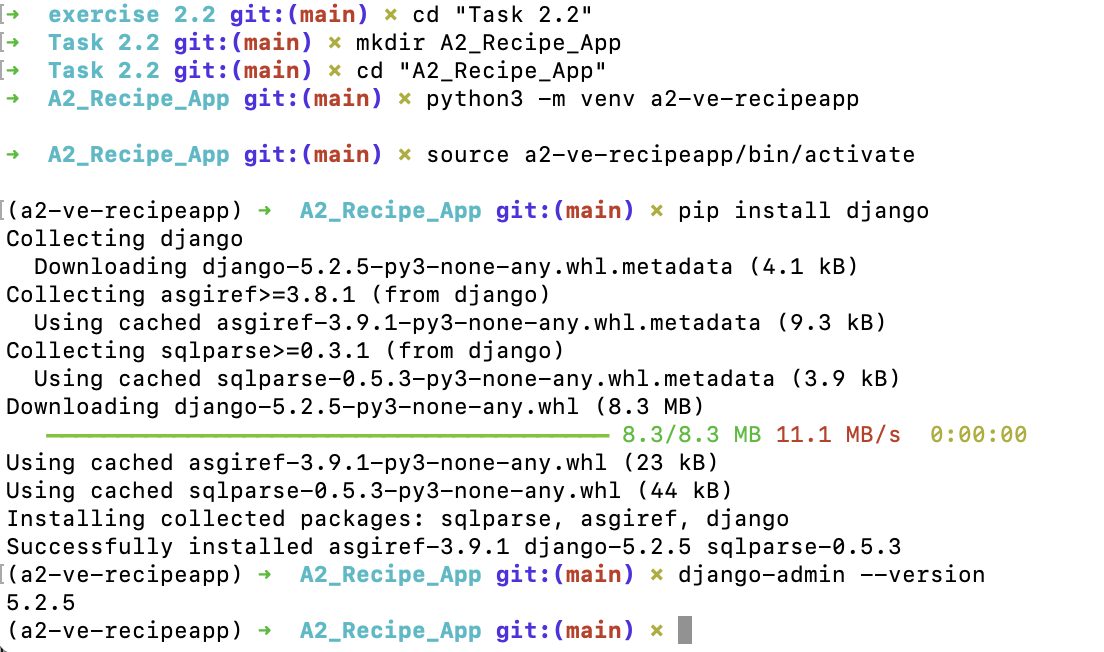 [➜  exercise 2.2 git:(main) ✗ cd "Task 2.2"
[➜  Task 2.2 git:(main) ✗ mkdir A2_Recipe_App
[➜  Task 2.2 git:(main) ✗ cd "A2_Recipe_App"
➜  A2_Recipe_App git:(main) ✗ python3 -m venv a2-ve-recipeapp
➜  A2_Recipe_App git:(main) ✗ source a2-ve-recipeapp/bin/activate
[(a2-ve-recipeapp) ➜  A2_Recipe_App git:(main) ✗ pip install django
Collecting django
  Downloading django-5.2.5-py3-none-any.whl.metadata (4.1 kB)
Collecting asgiref>=3.8.1 (from django)
  Using cached asgiref-3.9.1-py3-none-any.whl.metadata (9.3 kB)
Collecting sqlparse>=0.3.1 (from django)
  Using cached sqlparse-0.5.3-py3-none-any.whl.metadata (3.9 kB)
Downloading django-5.2.5-py3-none-any.whl (8.3 MB)
8.3/8.3 MB 11.1 MB/s  0:00:00
Using cached asgiref-3.9.1-py3-none-any.whl (23 kB)
Using cached sqlparse-0.5.3-py3-none-any.whl (44 kB)
Installing collected packages: sqlparse, asgiref, django
Successfully installed asgiref-3.9.1 django-5.2.5 sqlparse-0.5.3
[(a2-ve-recipeapp) ➜  A2_Recipe_App git:(main) ✗ django-admin --version
5.2.5
(a2-ve-recipeapp) ➜  A2_Recipe_App git:(main) ✗